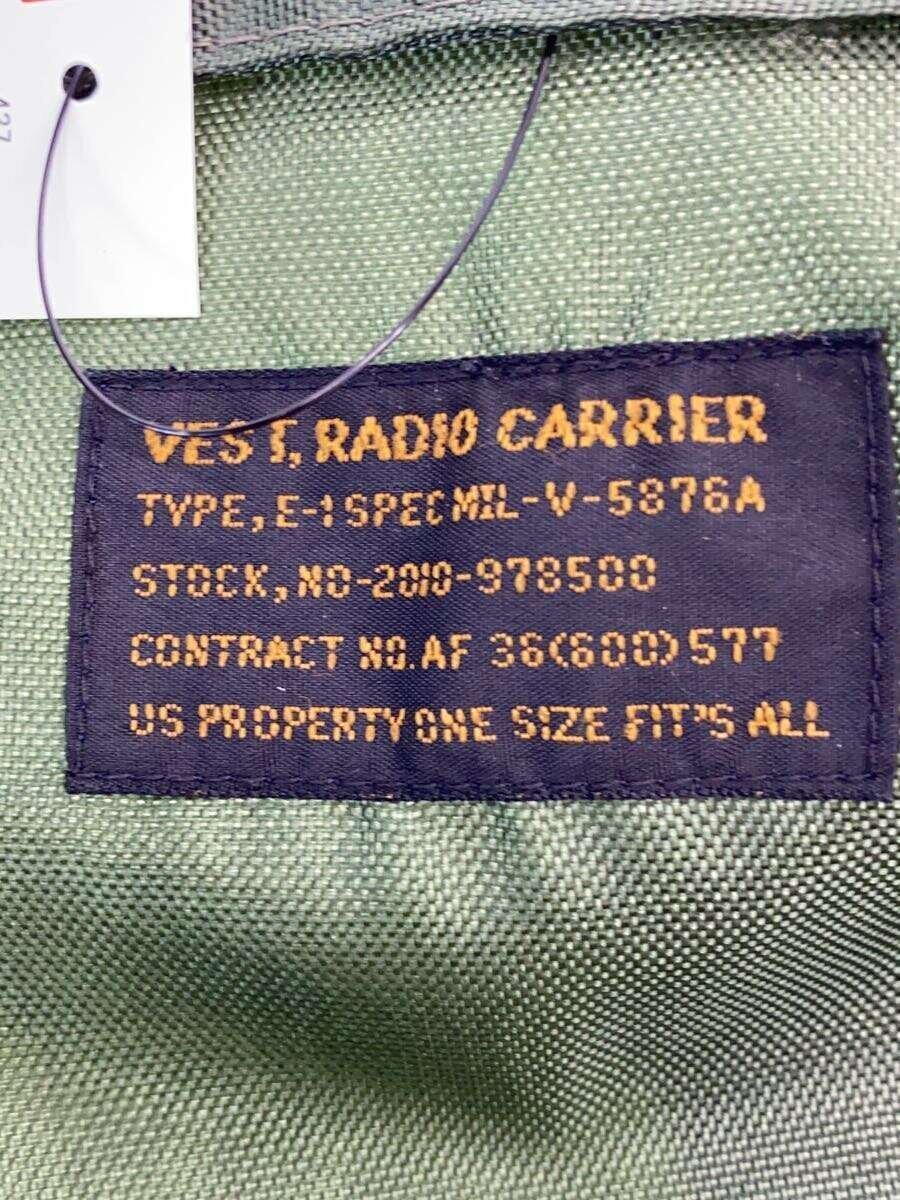 VEST, RADIO CARRIER
TYPE, E-1 SPEC MIL-V-5876A
STOCK, NO-2010-978500
CONTRACT NO. AF 36(600)577
US PROPERTY ONE SIZE FIT'S ALL